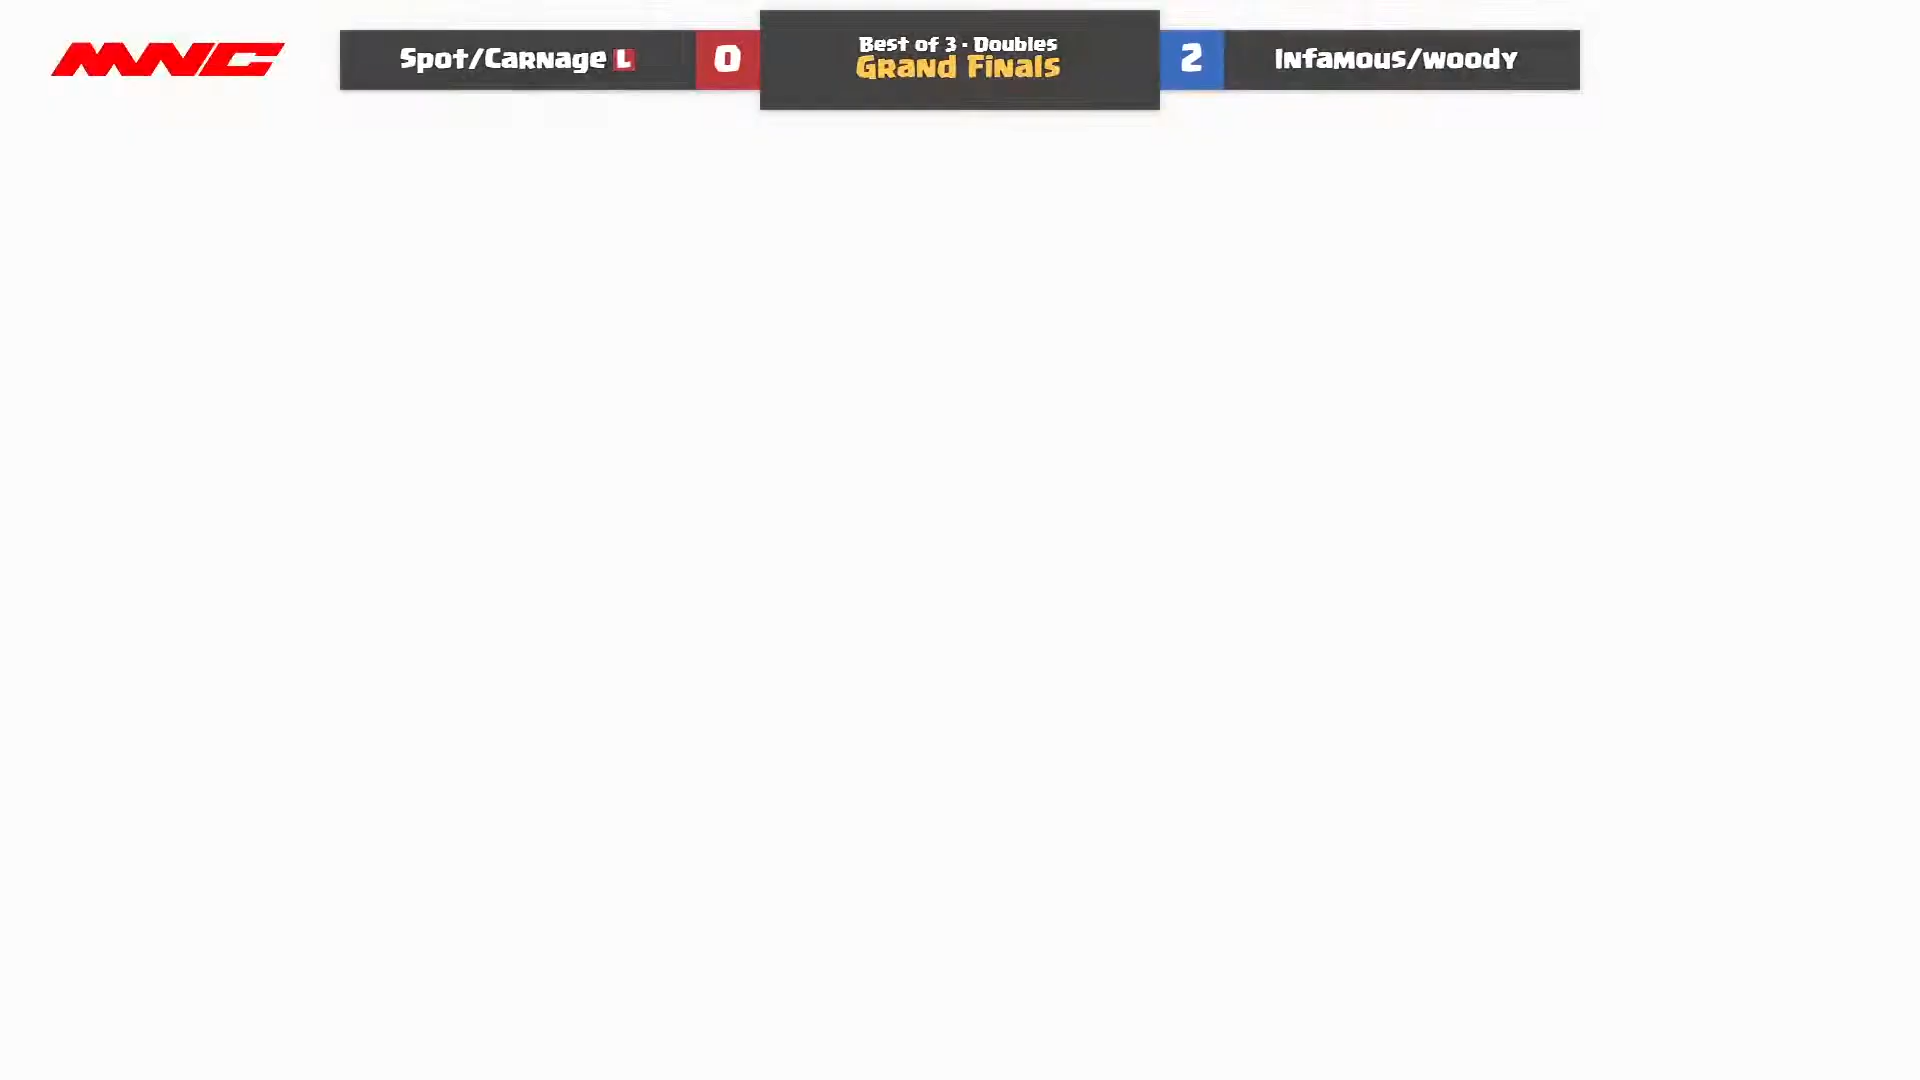 MNC
Spot/Carnage L
0
Best of 3 · Doubles
Grand Finals
2
Infamous/woody